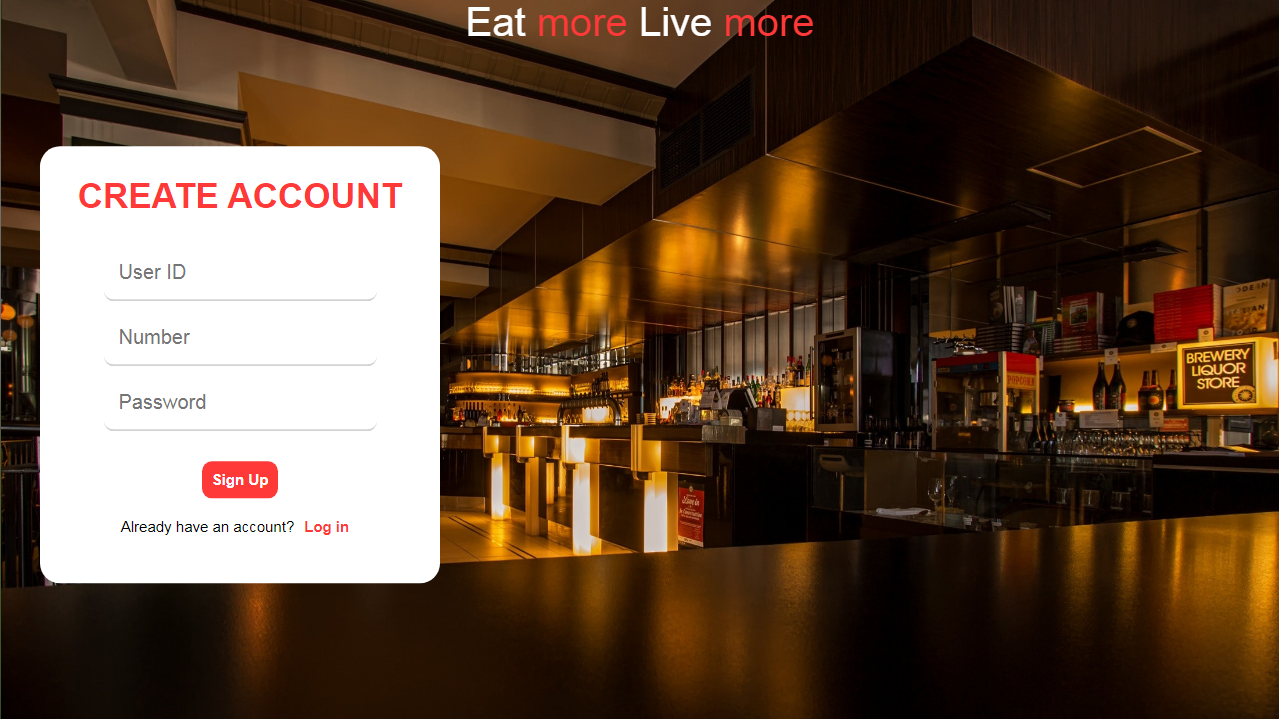 Eat more Live more
CREATE ACCOUNT
User ID
Number
Password
Sign Up
Already have an account? Log in
BREWERY
LIQUOR
STORE
POPCORN